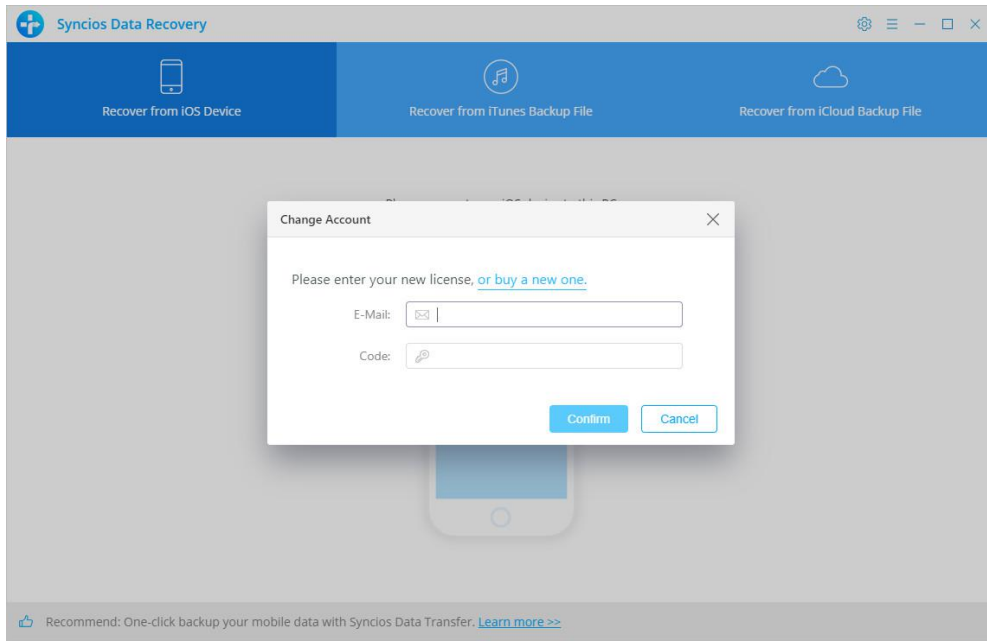 Syncios Data Recovery
Recover from iOS Device
Recover from iTunes Backup File
Recover from iCloud Backup File
Change Account
Please enter your new license, or buy a new one.
E-Mail:
Code:
Confirm
Cancel
Recommend: One-click backup your mobile data with Syncios Data Transfer. Learn more >>